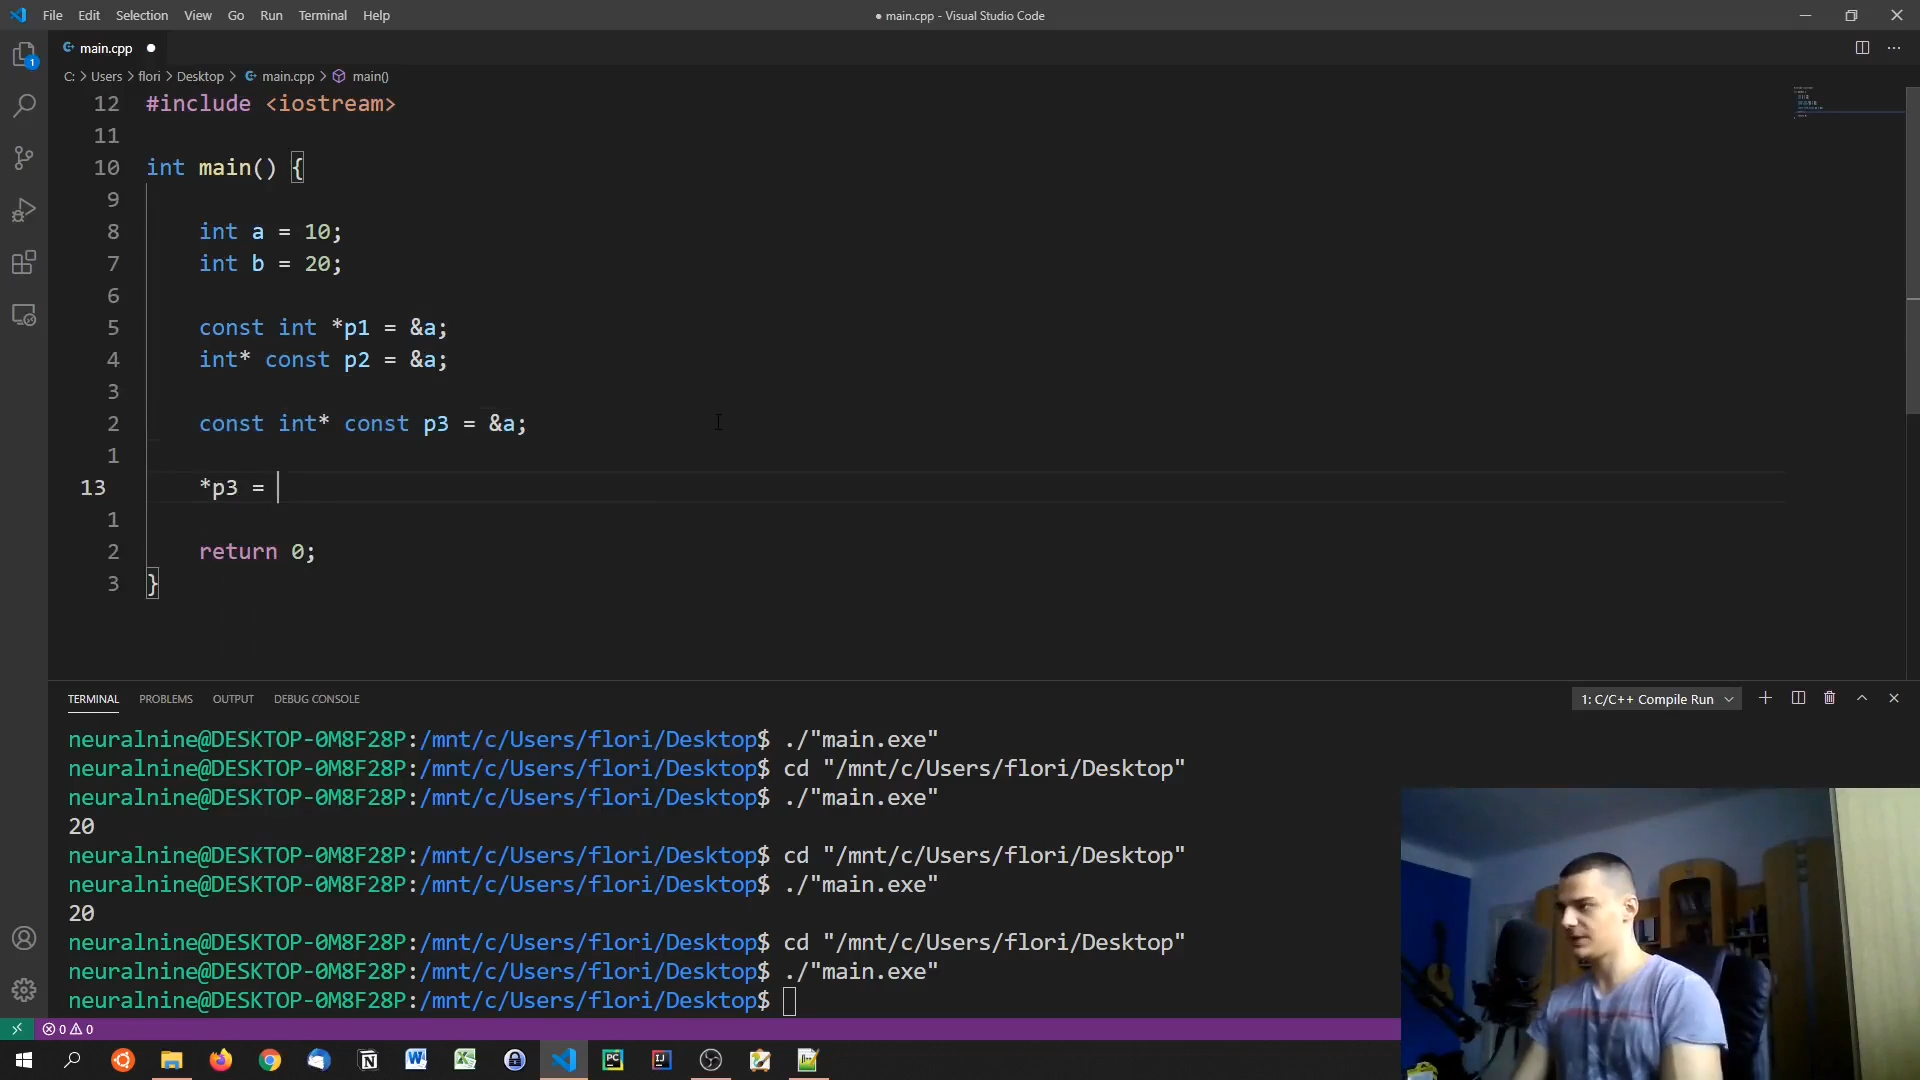 File Edit Selection View Go Run Terminal Help
● main.cpp - Visual Studio Code
main.cpp ●
C: > Users > flori > Desktop > main.cpp > main()
12 #include <iostream>
11
10 int main() {
9
8 int a = 10;
7 int b = 20;
6
5 const int *p1 = &a;
4 int* const p2 = &a;
3
2 const int* const p3 = &a;
1
13 *p3 =
1
2 return 0;
3 }
TERMINAL PROBLEMS OUTPUT DEBUG CONSOLE
1: C/C++ Compile Run
neuralnine@DESKTOP-0M8F28P:/mnt/c/Users/flori/Desktop$ ./"main.exe"
neuralnine@DESKTOP-0M8F28P:/mnt/c/Users/flori/Desktop$ cd "/mnt/c/Users/flori/Desktop"
neuralnine@DESKTOP-0M8F28P:/mnt/c/Users/flori/Desktop$ ./"main.exe"
20
neuralnine@DESKTOP-0M8F28P:/mnt/c/Users/flori/Desktop$ cd "/mnt/c/Users/flori/Desktop"
neuralnine@DESKTOP-0M8F28P:/mnt/c/Users/flori/Desktop$ ./"main.exe"
20
neuralnine@DESKTOP-0M8F28P:/mnt/c/Users/flori/Desktop$ cd "/mnt/c/Users/flori/Desktop"
neuralnine@DESKTOP-0M8F28P:/mnt/c/Users/flori/Desktop$ ./"main.exe"
neuralnine@DESKTOP-0M8F28P:/mnt/c/Users/flori/Desktop$
0 0